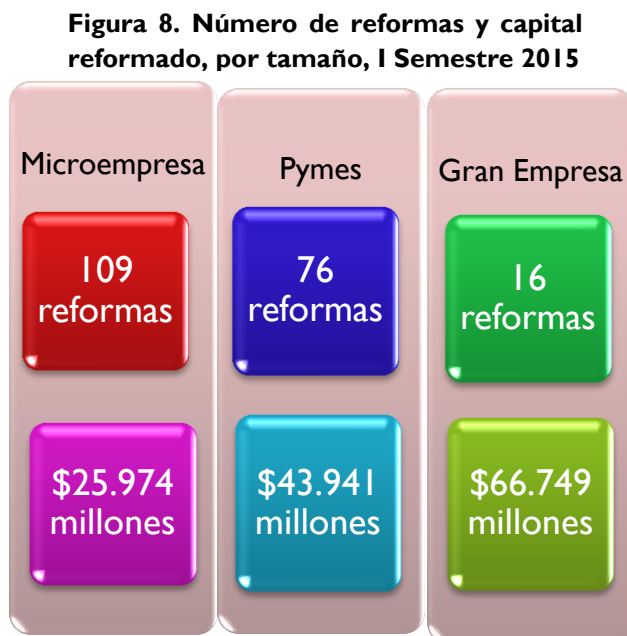 Figura 8. Número de reformas y capital
reformado, por tamaño, I Semestre 2015
Microempresa
109
reformas
$25.974
millones
Pymes
76
reformas
$43.941
millones
Gran Empresa
16
reformas
$66.749
millones